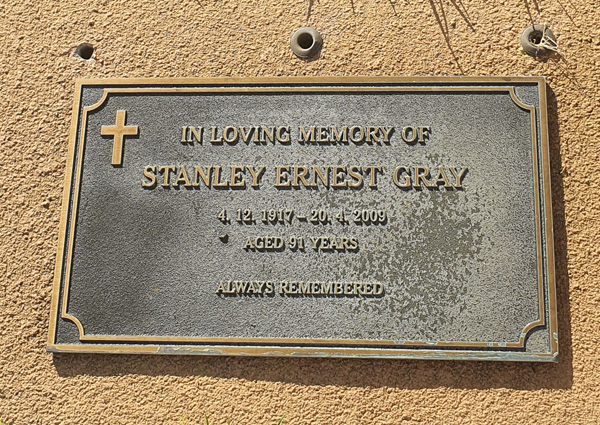 IN LOVING MEMORY OF
STANLEY ERNEST GRAY
4. 12. 1917 – 20. 4. 2009
AGED 91 YEARS
ALWAYS REMEMBERED